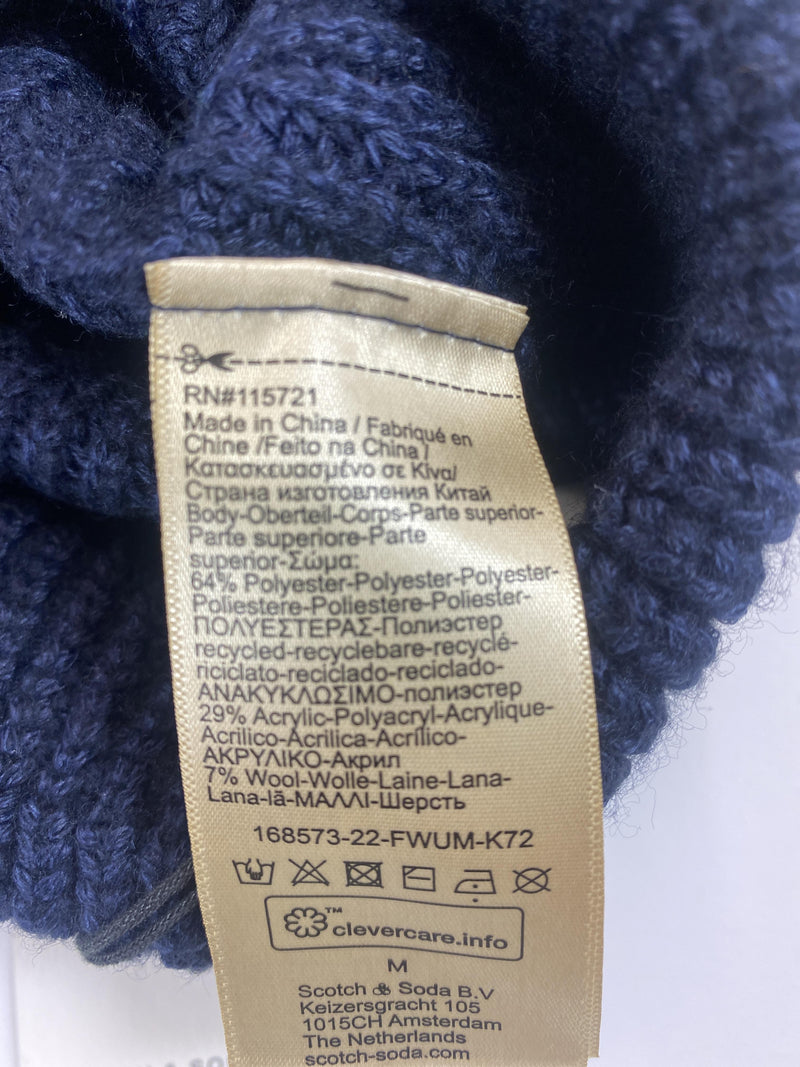 RN#115721
Made in China / Fabriqué en
Chine /Feito na China /
Κατασκευασμένο σε Κίνα/
Страна изготовления Китай
Body-Oberteil-Corps-Parte superior-
Parte superiore-Parte
superior-Σώμα:
64% Polyester-Polyester-Polyester-
Poliestere-Poliestere-Poliester-
ΠΟΛΥΕΣΤΕΡΑΣ-Полиэстер
recycled-recyclebare-recyclé-
riciclato-reciclado-reciclado-
ΑΝΑΚΥΚΛΩΣΙΜΟ-полиэстер
29% Acrylic-Polyacryl-Acrylique-
Acrilico-Acrilica-Acrílico-
ΑΚΡΥΛΙΚΟ-Акрил
7% Wool-Wolle-Laine-Lana-
Lana-lã-ΜΑΛΛΙ-Шерсть
168573-22-FWUM-K72
™ clevercare.info
M
Scotch & Soda B.V
Keizersgracht 105
1015CH Amsterdam
The Netherlands
scotch-soda.com